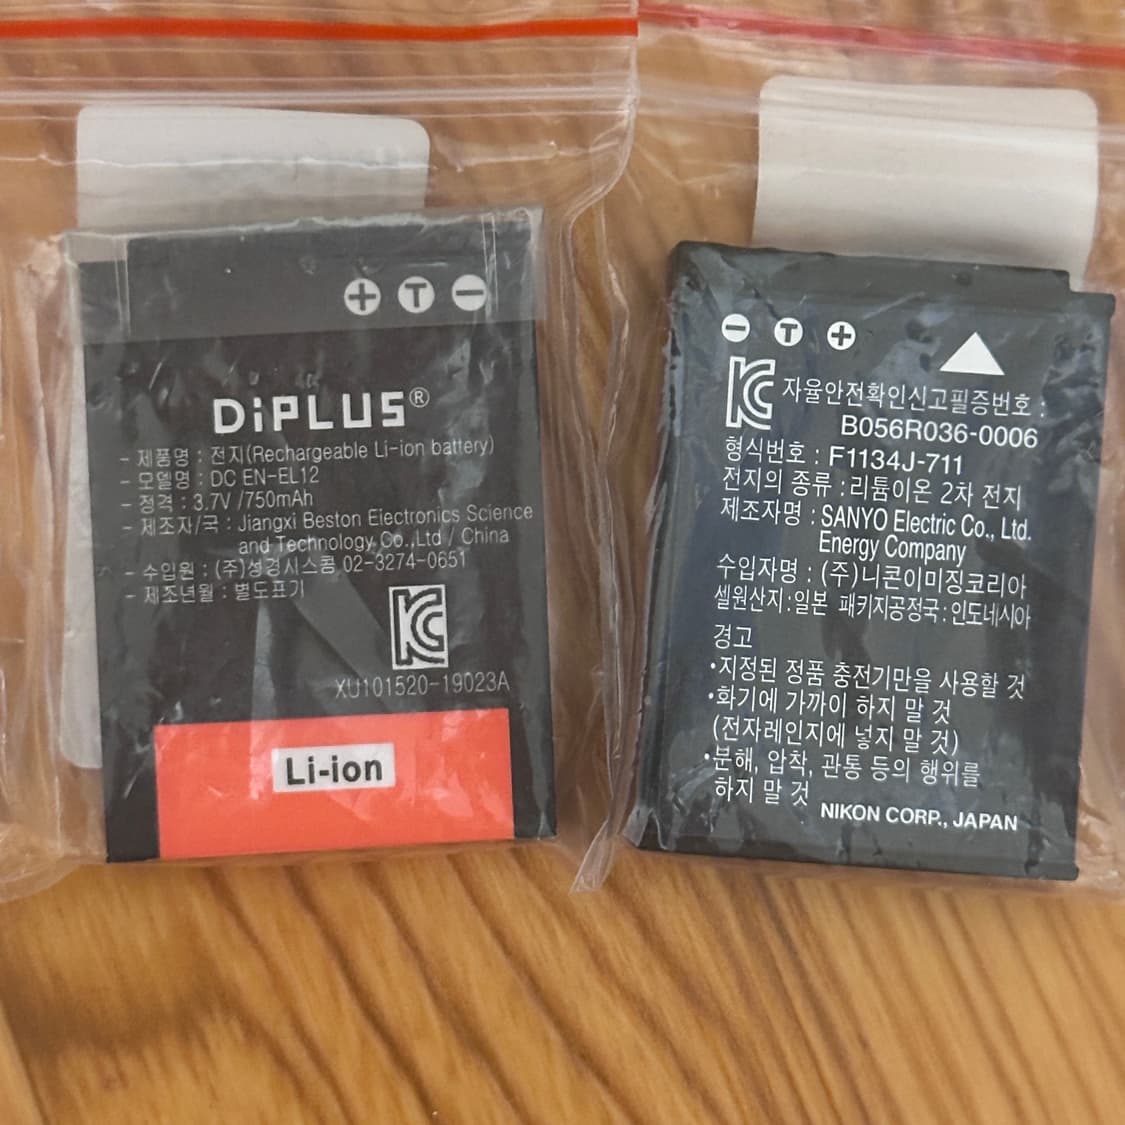 + T −
DiPLUS®
- 제품명 : 전지(Rechargeable Li-ion battery)
- 모델명 : DC EN-EL12
- 정격 : 3.7V /750mAh
- 제조자/국 : Jiangxi Beston Electronics Science
and Technology Co.,Ltd / China
- 수입원 : (주)성경시스콤 02-3274-0651
- 제조년월 : 별도표기
KC
XU101520-19023A
Li-ion
− T +
KC 자율안전확인신고필증번호 :
B056R036-0006
형식번호 : F1134J-711
전지의 종류 : 리튬이온 2차 전지
제조자명 : SANYO Electric Co., Ltd.
Energy Company
수입자명 : (주)니콘이미징코리아
셀원산지 : 일본 패키지공정국 : 인도네시아
경고
•지정된 정품 충전기만을 사용할 것
•화기에 가까이 하지 말 것
(전자레인지에 넣지 말 것)
•분해, 압착, 관통 등의 행위를
하지 말 것
NIKON CORP., JAPAN